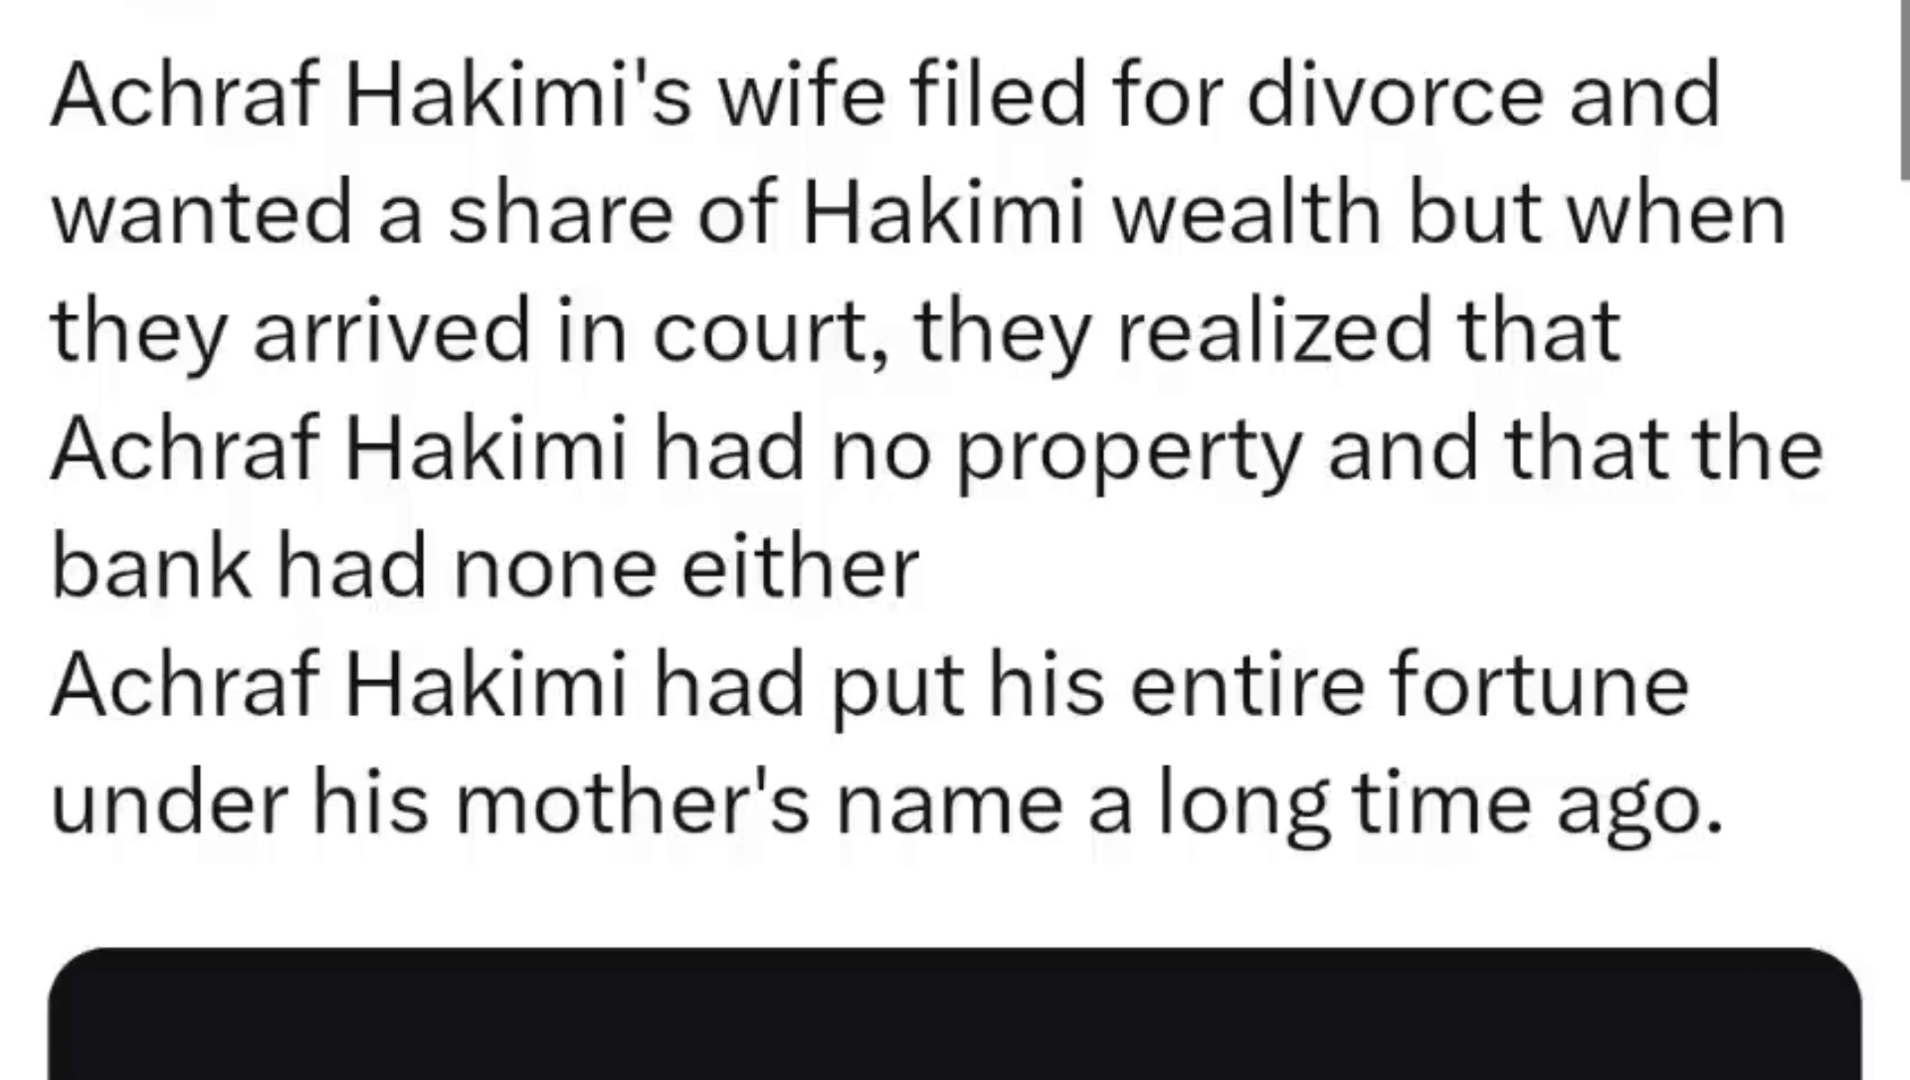 Achraf Hakimi's wife filed for divorce and
wanted a share of Hakimi wealth but when
they arrived in court, they realized that
Achraf Hakimi had no property and that the
bank had none either
Achraf Hakimi had put his entire fortune
under his mother's name a long time ago.